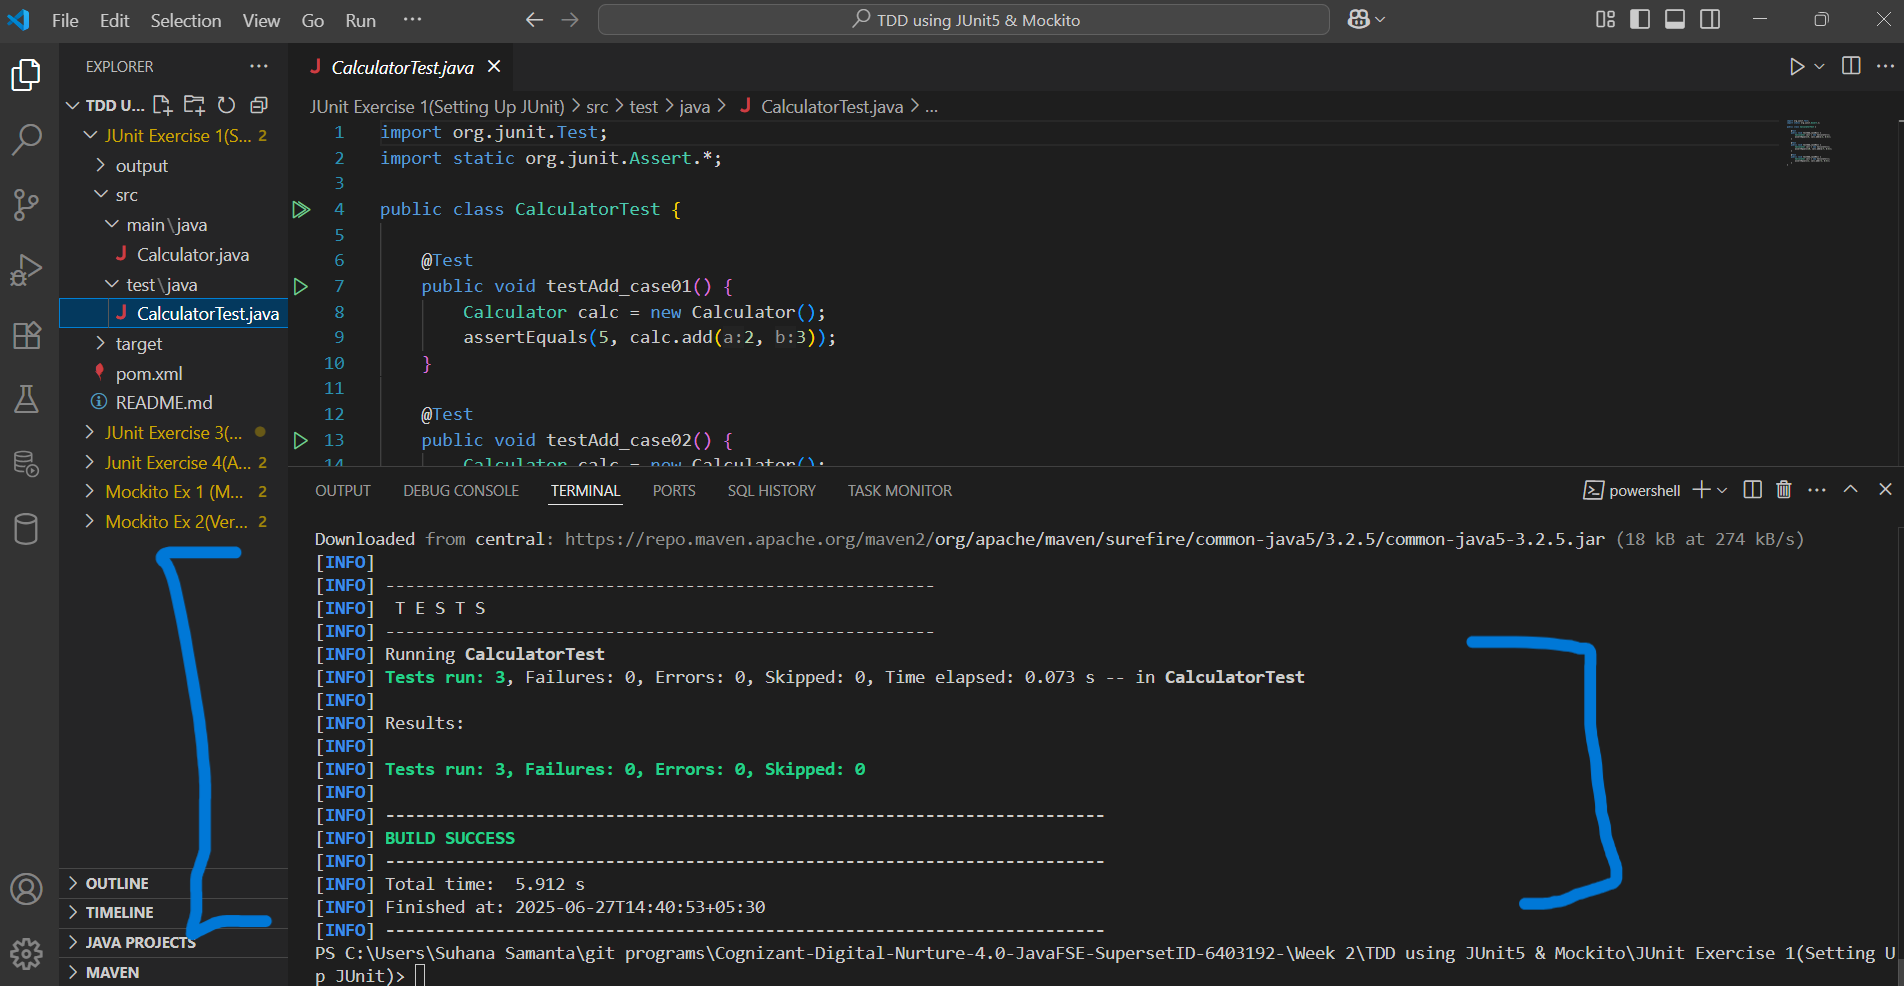 File Edit Selection View Go Run ··· TDD using JUnit5 & Mockito
EXPLORER ···
TDD U...
JUnit Exercise 1(S... 2
output
src
main\java
J Calculator.java
test\java
J CalculatorTest.java
target
pom.xml
README.md
JUnit Exercise 3(...
Junit Exercise 4(A... 2
Mockito Ex 1 (M... 2
Mockito Ex 2(Ver... 2
OUTLINE
TIMELINE
JAVA PROJECTS
MAVEN
J CalculatorTest.java
JUnit Exercise 1(Setting Up JUnit) > src > test > java > J CalculatorTest.java > ...
1 import org.junit.Test;
2 import static org.junit.Assert.*;
3
4 public class CalculatorTest {
5
6 @Test
7 public void testAdd_case01() {
8 Calculator calc = new Calculator();
9 assertEquals(5, calc.add(a:2, b:3));
10 }
11
12 @Test
13 public void testAdd_case02() {
14 Calculator calc = new Calculator();
OUTPUT DEBUG CONSOLE TERMINAL PORTS SQL HISTORY TASK MONITOR powershell
Downloaded from central: https://repo.maven.apache.org/maven2/org/apache/maven/surefire/common-java5/3.2.5/common-java5-3.2.5.jar (18 kB at 274 kB/s)
[INFO]
[INFO] -------------------------------------------------------
[INFO]  T E S T S
[INFO] -------------------------------------------------------
[INFO] Running CalculatorTest
[INFO] Tests run: 3, Failures: 0, Errors: 0, Skipped: 0, Time elapsed: 0.073 s -- in CalculatorTest
[INFO]
[INFO] Results:
[INFO]
[INFO] Tests run: 3, Failures: 0, Errors: 0, Skipped: 0
[INFO]
[INFO] ------------------------------------------------------------------------
[INFO] BUILD SUCCESS
[INFO] ------------------------------------------------------------------------
[INFO] Total time:  5.912 s
[INFO] Finished at: 2025-06-27T14:40:53+05:30
[INFO] ------------------------------------------------------------------------
PS C:\Users\Suhana Samanta\git programs\Cognizant-Digital-Nurture-4.0-JavaFSE-SupersetID-6403192-\Week 2\TDD using JUnit5 & Mockito\JUnit Exercise 1(Setting U
p JUnit)>